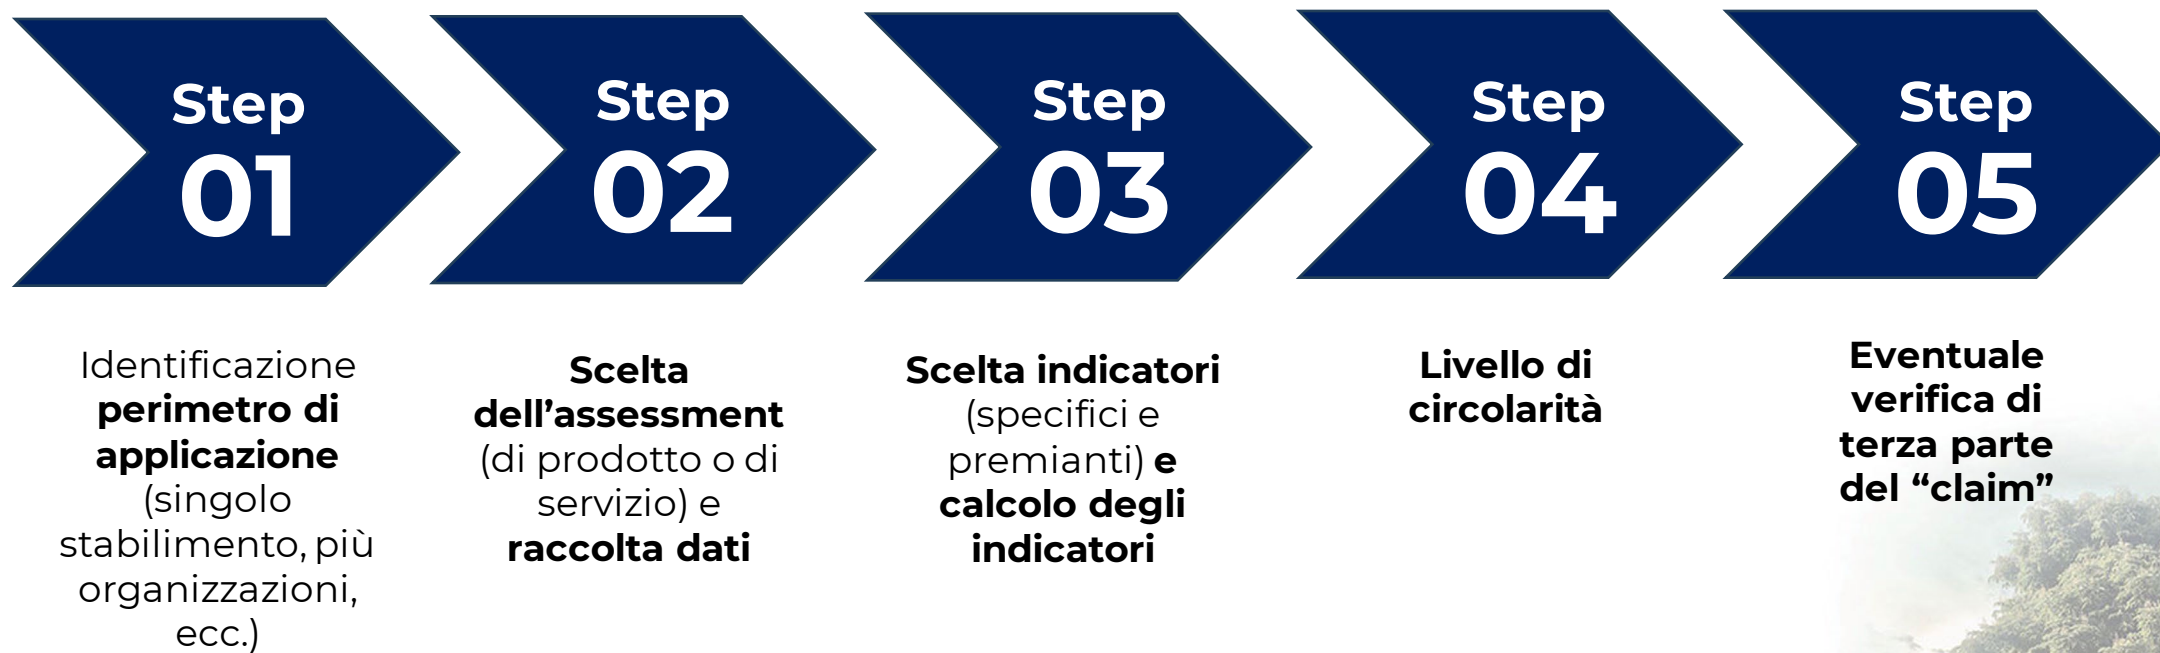 Step
01
Identificazione
perimetro di
applicazione
(singolo
stabilimento, più
organizzazioni,
ecc.)
Step
02
Scelta
dell’assessment
(di prodotto o di
servizio) e
raccolta dati
Step
03
Scelta indicatori
(specifici e
premianti) e
calcolo degli
indicatori
Step
04
Livello di
circolarità
Step
05
Eventuale
verifica di
terza parte
del “claim”